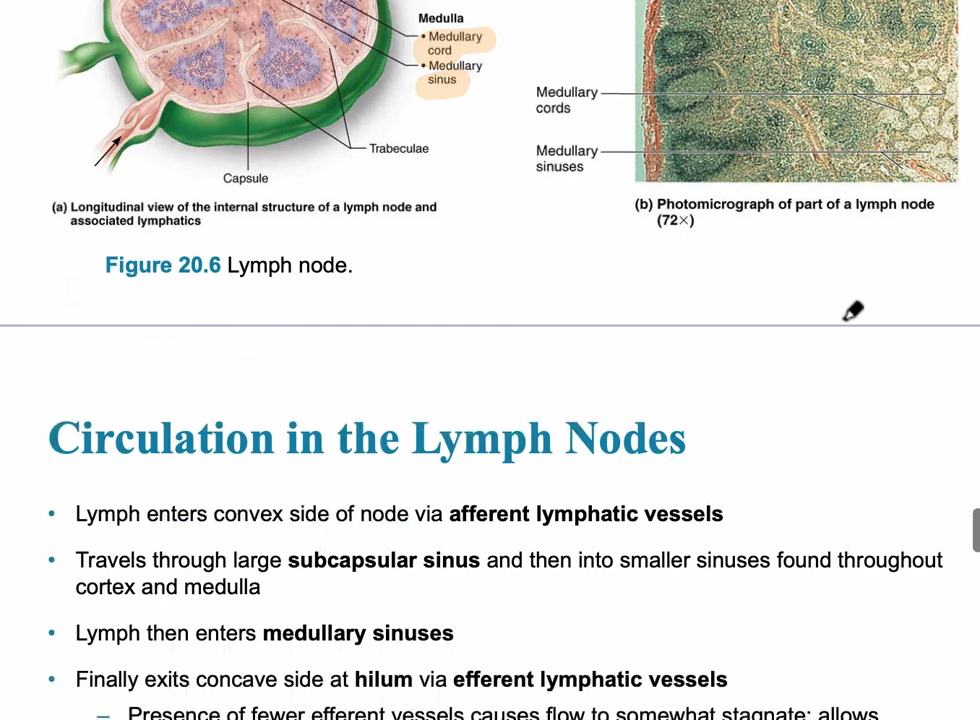 Medulla
• Medullary
cord
• Medullary
sinus
Trabeculae
Capsule
(a) Longitudinal view of the internal structure of a lymph node and
associated lymphatics
Medullary
cords
Medullary
sinuses
(b) Photomicrograph of part of a lymph node
(72×)
Figure 20.6 Lymph node.
Circulation in the Lymph Nodes
• Lymph enters convex side of node via afferent lymphatic vessels
• Travels through large subcapsular sinus and then into smaller sinuses found throughout
cortex and medulla
• Lymph then enters medullary sinuses
• Finally exits concave side at hilum via efferent lymphatic vessels
– Presence of fewer efferent vessels causes flow to somewhat stagnate; allows